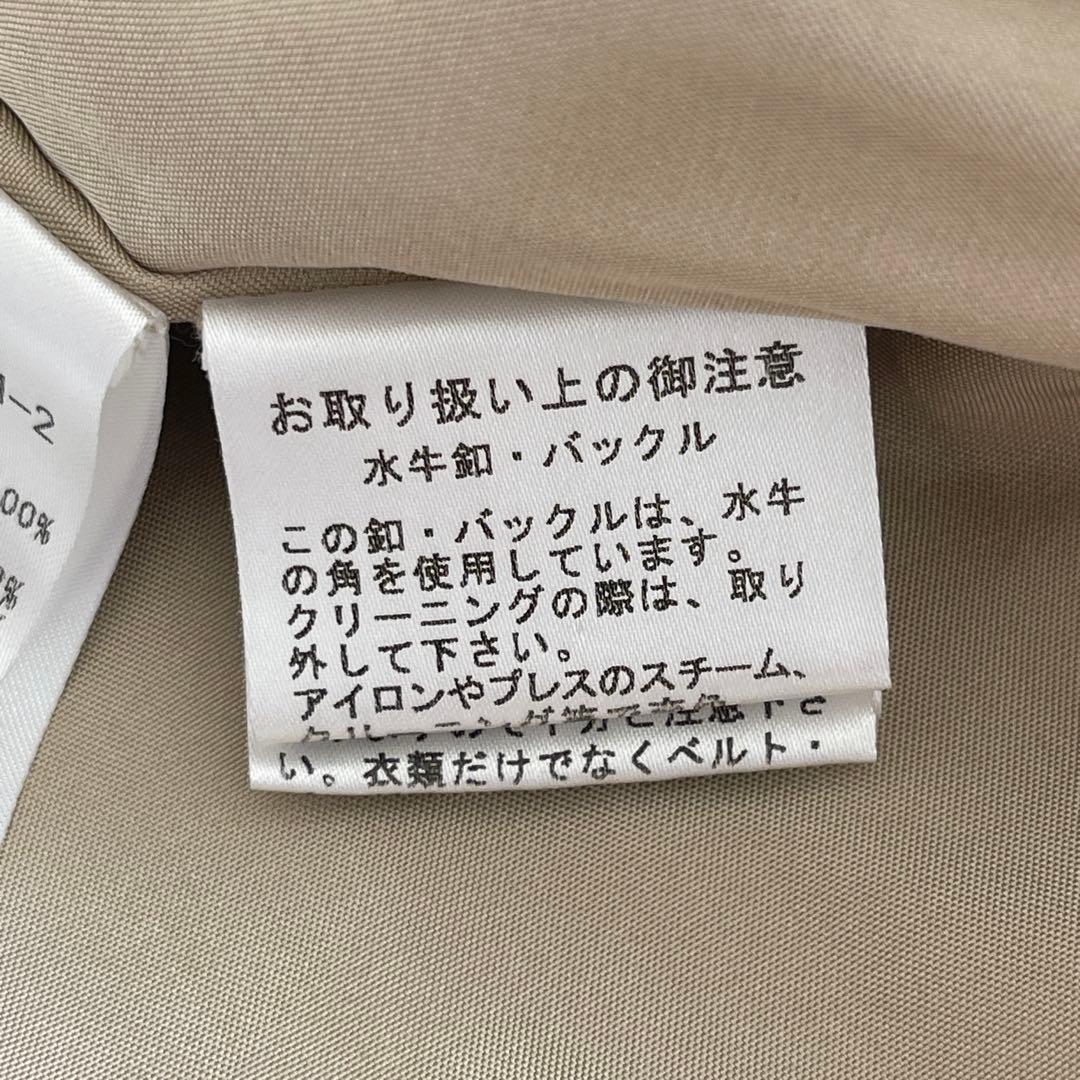 -2
00%
%
お取り扱い上の御注意
水牛釦・バックル
この釦・バックルは、水牛
の角を使用しています。
クリーニングの際は、取り
外して下さい。
アイロンやプレスのスチーム、
い。衣類だけでなくベルト・